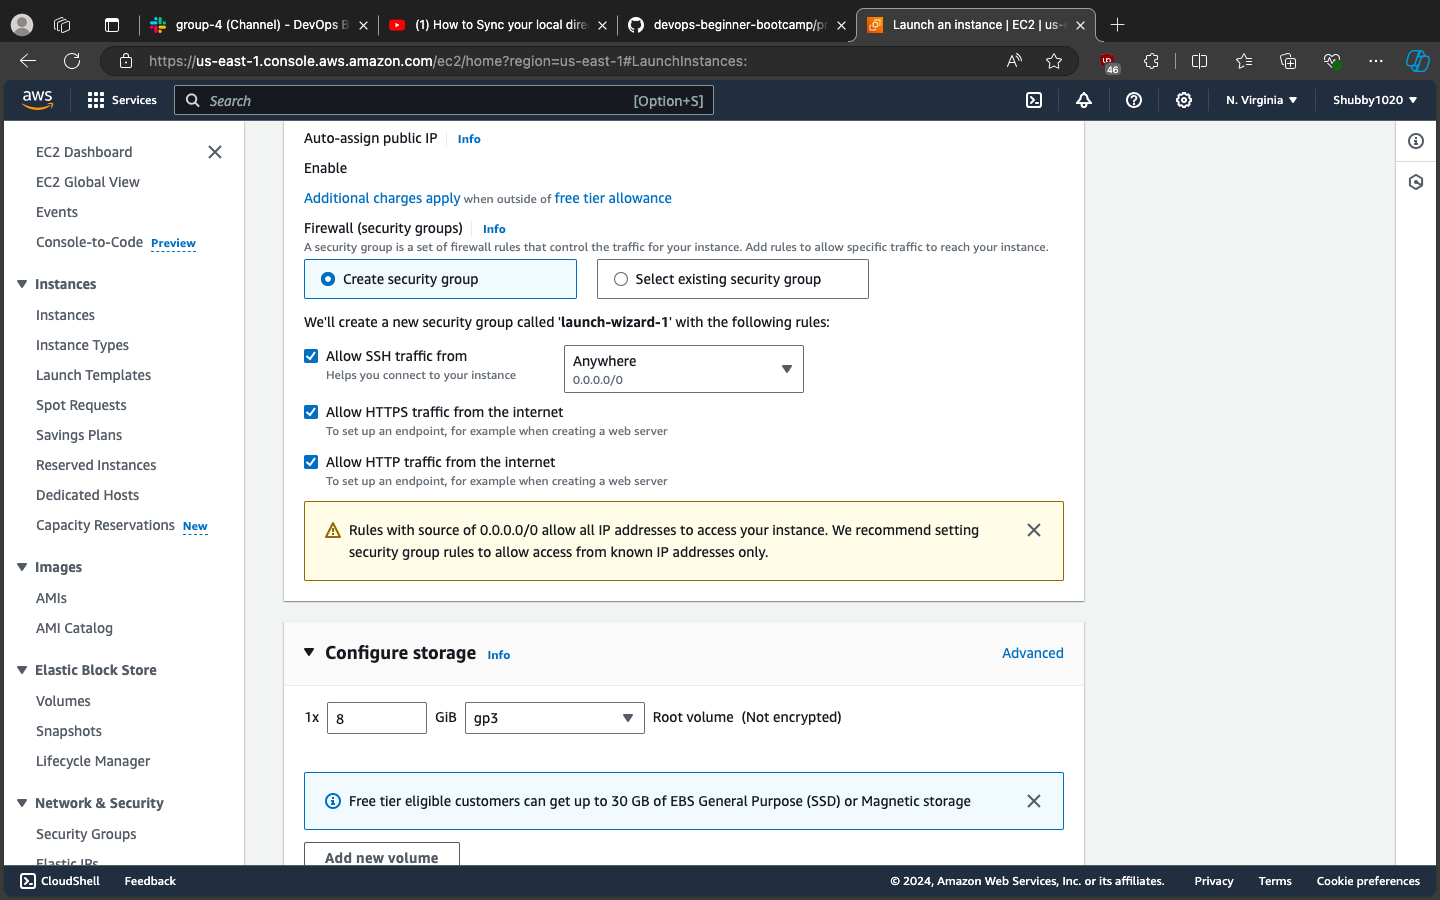 group-4 (Channel) - DevOps B
(1) How to Sync your local dire
devops-beginner-bootcamp/pr
Launch an instance | EC2 | us-e
https://us-east-1.console.aws.amazon.com/ec2/home?region=us-east-1#LaunchInstances:
46
aws
Services
Search
[Option+S]
N. Virginia
Shubby1020
EC2 Dashboard
EC2 Global View
Events
Console-to-Code Preview
Instances
Instances
Instance Types
Launch Templates
Spot Requests
Savings Plans
Reserved Instances
Dedicated Hosts
Capacity Reservations New
Images
AMIs
AMI Catalog
Elastic Block Store
Volumes
Snapshots
Lifecycle Manager
Network & Security
Security Groups
Elastic IPs
Auto-assign public IP Info
Enable
Additional charges apply when outside of free tier allowance
Firewall (security groups) Info
A security group is a set of firewall rules that control the traffic for your instance. Add rules to allow specific traffic to reach your instance.
Create security group
Select existing security group
We'll create a new security group called 'launch-wizard-1' with the following rules:
Allow SSH traffic from
Helps you connect to your instance
Anywhere
0.0.0.0/0
Allow HTTPS traffic from the internet
To set up an endpoint, for example when creating a web server
Allow HTTP traffic from the internet
To set up an endpoint, for example when creating a web server
Rules with source of 0.0.0.0/0 allow all IP addresses to access your instance. We recommend setting
security group rules to allow access from known IP addresses only.
Configure storage Info
Advanced
1x 8 GiB gp3 Root volume (Not encrypted)
Free tier eligible customers can get up to 30 GB of EBS General Purpose (SSD) or Magnetic storage
Add new volume
CloudShell
Feedback
© 2024, Amazon Web Services, Inc. or its affiliates.
Privacy
Terms
Cookie preferences